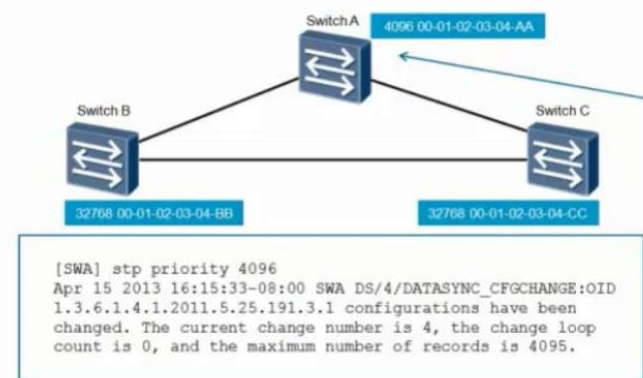 Switch A
4096 00-01-02-03-04-AA
Switch B
Switch C
32768 00-01-02-03-04-BB
32768 00-01-02-03-04-CC
[SWA] stp priority 4096
Apr 15 2013 16:15:33-08:00 SWA DS/4/DATASYNC_CFGCHANGE:OID
1.3.6.1.4.1.2011.5.25.191.3.1 configurations have been
changed. The current change number is 4, the change loop
count is 0, and the maximum number of records is 4095.